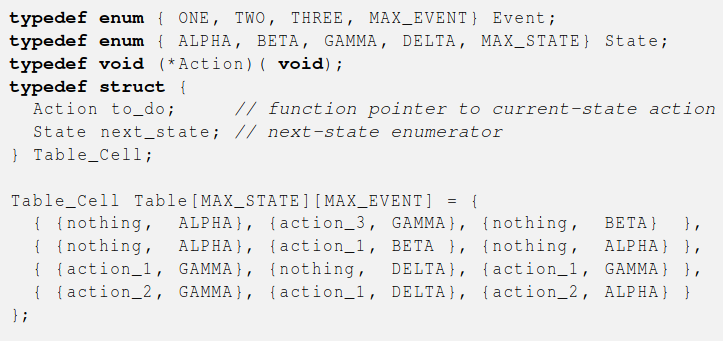 typedef enum { ONE, TWO, THREE, MAX_EVENT} Event;
typedef enum { ALPHA, BETA, GAMMA, DELTA, MAX_STATE} State;
typedef void (*Action)( void);
typedef struct {
  Action to_do;     // function pointer to current-state action
  State next_state; // next-state enumerator
} Table_Cell;

Table_Cell Table[MAX_STATE][MAX_EVENT] = {
  { {nothing,  ALPHA}, {action_3, GAMMA}, {nothing,  BETA}  },
  { {nothing,  ALPHA}, {action_1, BETA }, {nothing,  ALPHA} },
  { {action_1, GAMMA}, {nothing,  DELTA}, {action_1, GAMMA} },
  { {action_2, GAMMA}, {action_1, DELTA}, {action_2, ALPHA} }
};